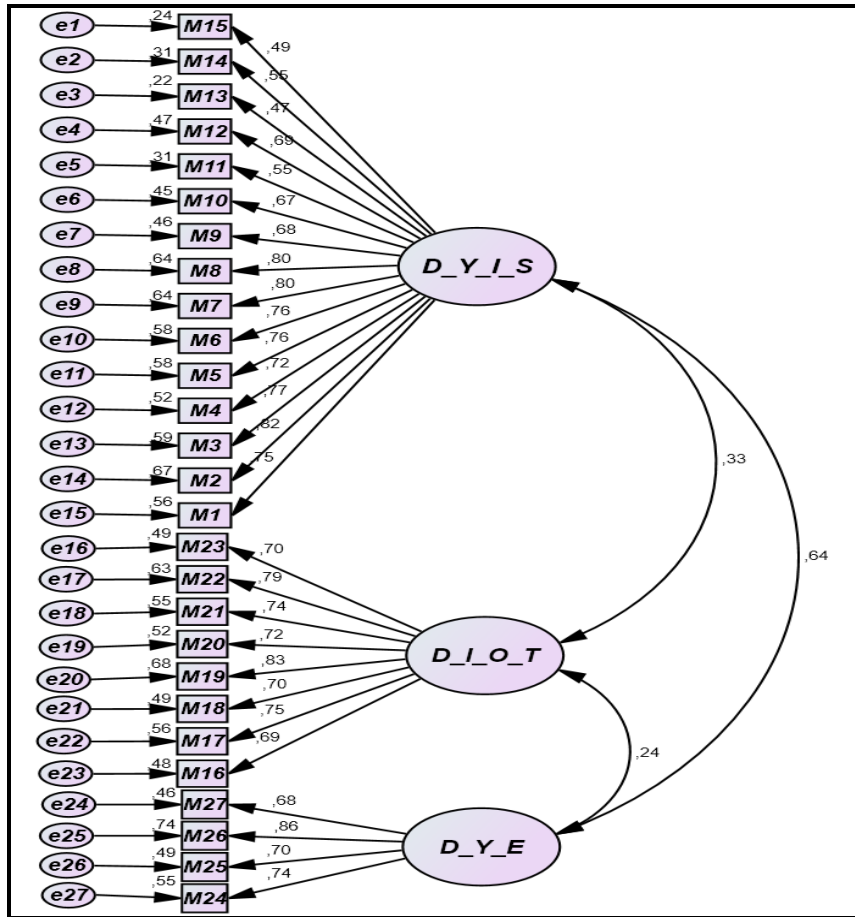 e1 ,24 M15 ,49
e2 ,31 M14 ,55
e3 ,22 M13 ,47
e4 ,47 M12 ,69
e5 ,31 M11 ,55
e6 ,45 M10 ,67
e7 ,46 M9 ,68
e8 ,64 M8 ,80
e9 ,64 M7 ,80
e10 ,58 M6 ,76
e11 ,58 M5 ,76
e12 ,52 M4 ,72
e13 ,59 M3 ,77
e14 ,67 M2 ,82
e15 ,56 M1 ,75
D_Y_I_S
,33
,64
e16 ,49 M23 ,70
e17 ,63 M22 ,79
e18 ,55 M21 ,74
e19 ,52 M20 ,72
e20 ,68 M19 ,83
e21 ,49 M18 ,70
e22 ,56 M17 ,75
e23 ,48 M16 ,69
D_I_O_T
,24
e24 ,46 M27 ,68
e25 ,74 M26 ,86
e26 ,49 M25 ,70
e27 ,55 M24 ,74
D_Y_E